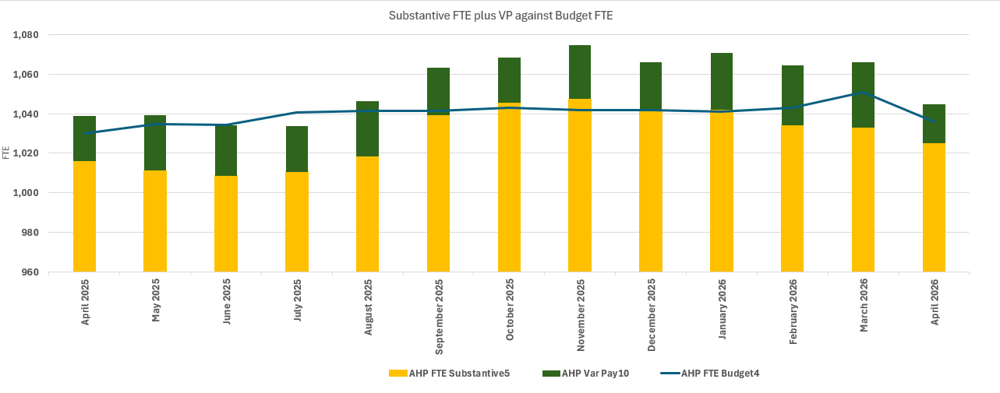 Substantive FTE plus VP against Budget FTE
1,080
1,060
1,040
1,020
1,000
980
960
FTE
April 2025
May 2025
June 2025
July 2025
August 2025
September 2025
October 2025
November 2025
December 2025
January 2026
February 2026
March 2026
April 2026
AHP FTE Substantive5
AHP Var Pay10
AHP FTE Budget4